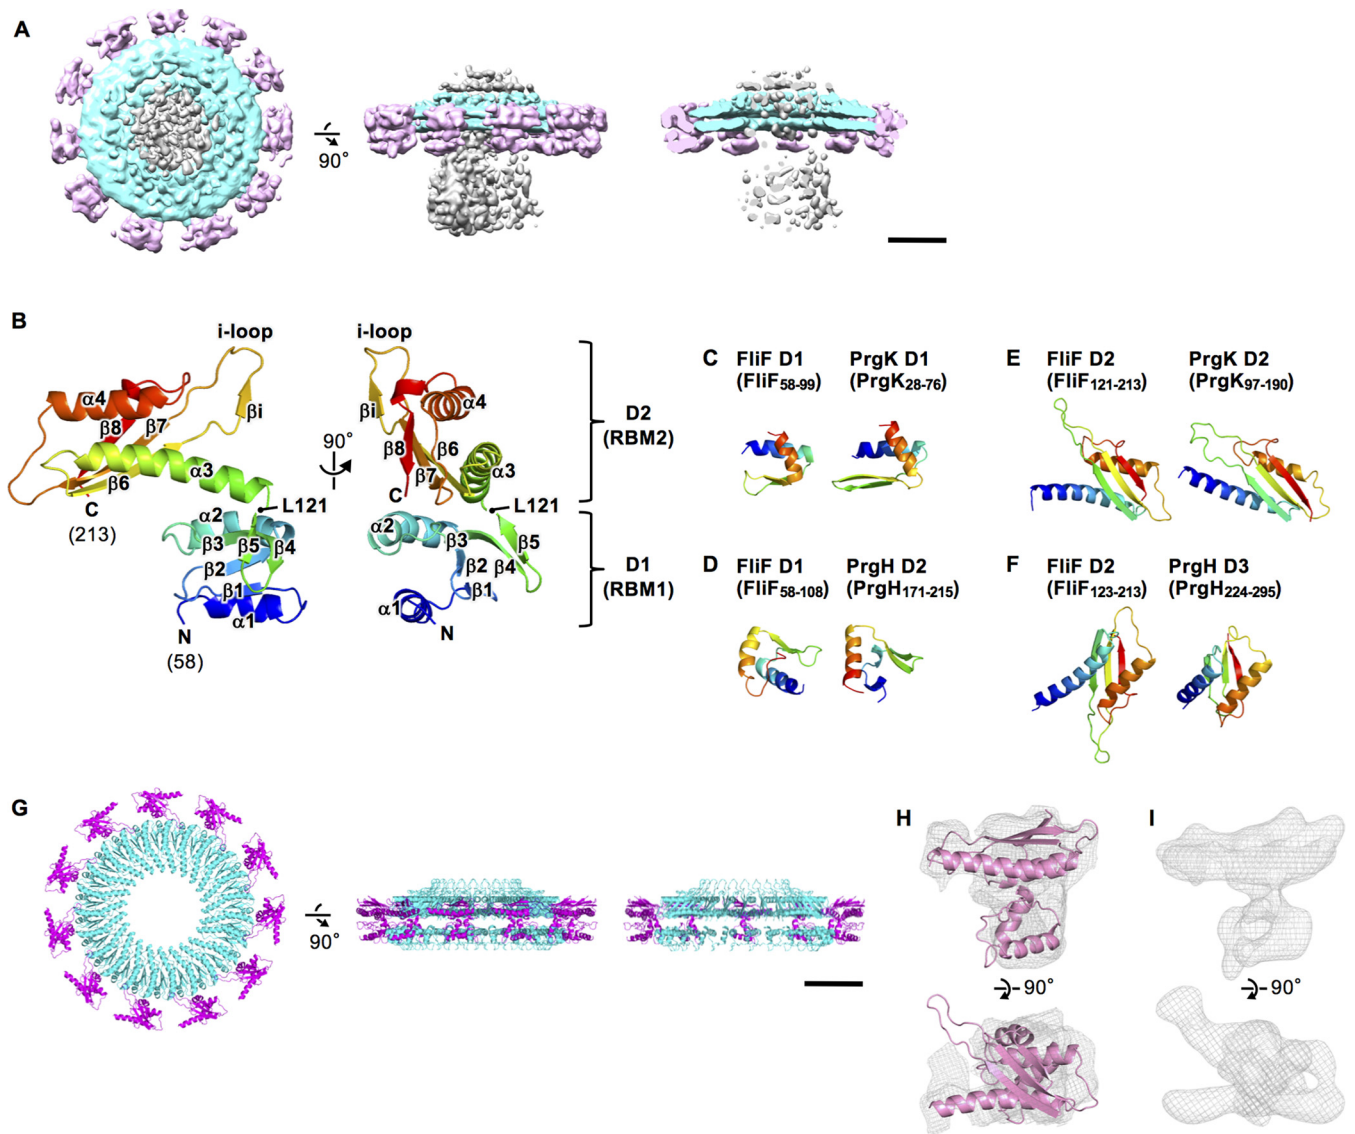 A
90°
B
i-loop
α4
β8
β7
βi
β6
α3
C
(213)
L121
α2
β3
β5
β4
β2
β1
α1
N
(58)
90°
i-loop
βi
α4
β8
β6
β7
α3
C
L121
α2
β3
β5
β2
β4
β1
α1
N
D2
(RBM2)
D1
(RBM1)
C
FliF D1
(FliF58-99)
PrgK D1
(PrgK28-76)
D
FliF D1
(FliF58-108)
PrgH D2
(PrgH171-215)
E
FliF D2
(FliF121-213)
PrgK D2
(PrgK97-190)
F
FliF D2
(FliF123-213)
PrgH D3
(PrgH224-295)
G
90°
H
90°
I
90°